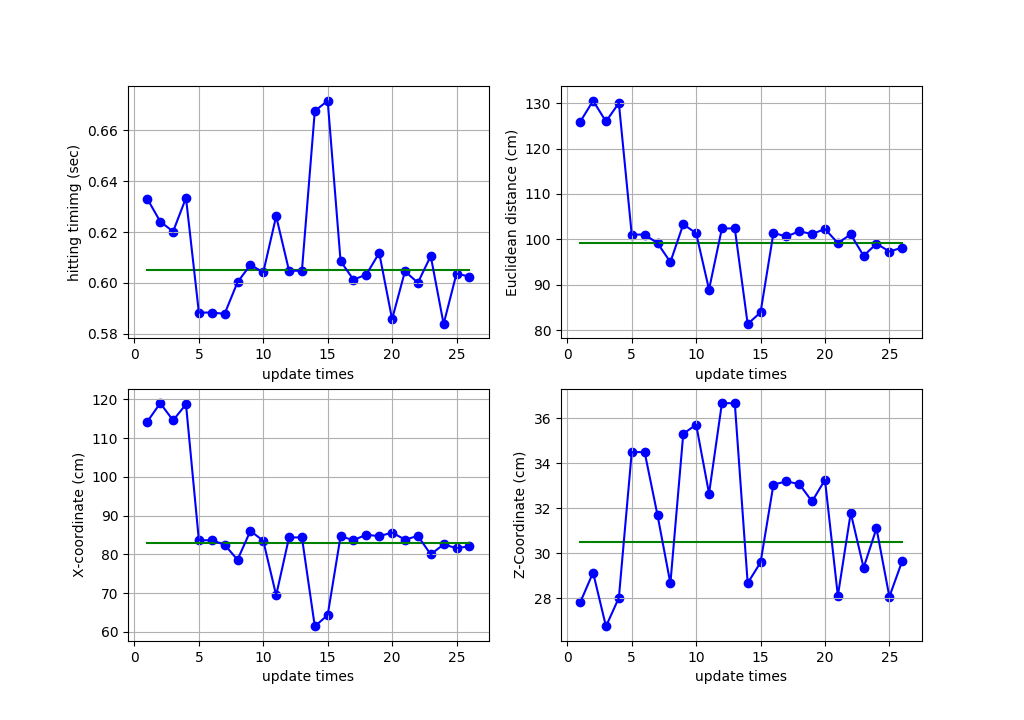 0.66
0.64
0.62
0.60
0.58
hitting timimg (sec)
0 5 10 15 20 25
update times
130
120
110
100
90
80
Euclidean distance (cm)
0 5 10 15 20 25
update times
120
110
100
90
80
70
60
X-coordinate (cm)
0 5 10 15 20 25
update times
36
34
32
30
28
Z-Coordinate (cm)
0 5 10 15 20 25
update times